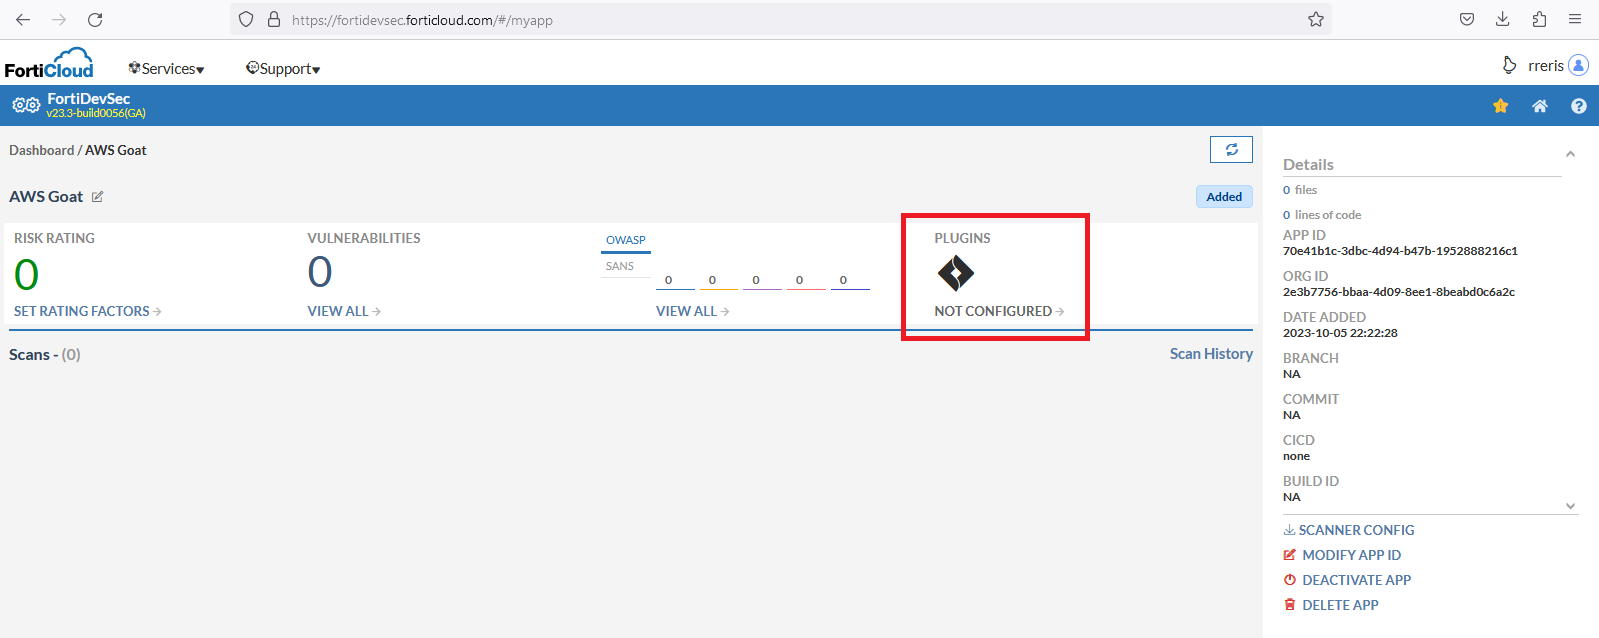 https://fortidevsec.forticloud.com/#/myapp
FortiCloud
Services▾
Support▾
rreris
FortiDevSec
v23.3-build0056(GA)
Dashboard / AWS Goat
AWS Goat
Added
RISK RATING
0
SET RATING FACTORS
VULNERABILITIES
0
VIEW ALL
OWASP
SANS
0 0 0 0 0
VIEW ALL
PLUGINS
NOT CONFIGURED
Scans - (0)
Scan History
Details
0 files
0 lines of code
APP ID
70e41b1c-3dbc-4d94-b47b-1952888216c1
ORG ID
2e3b7756-bbaa-4d09-8ee1-8beabd0c6a2c
DATE ADDED
2023-10-05 22:22:28
BRANCH
NA
COMMIT
NA
CICD
none
BUILD ID
NA
SCANNER CONFIG
MODIFY APP ID
DEACTIVATE APP
DELETE APP